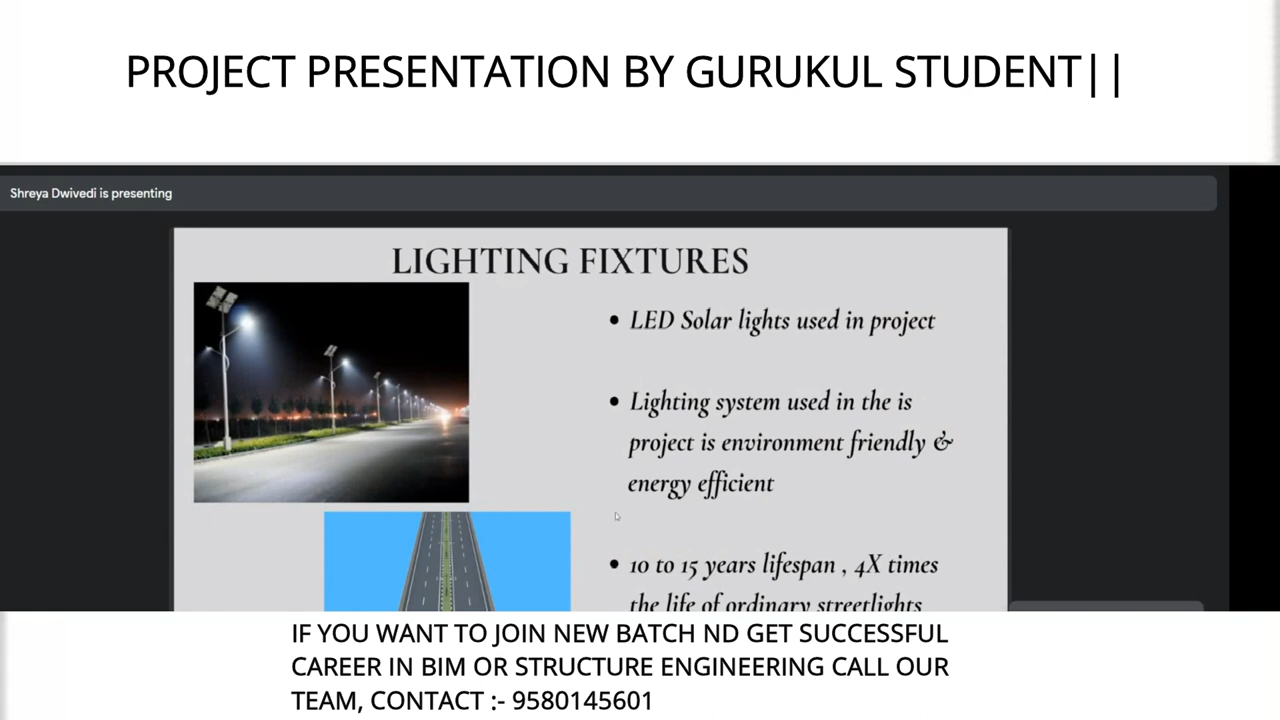 PROJECT PRESENTATION BY GURUKUL STUDENT||
Shreya Dwivedi is presenting
LIGHTING FIXTURES
• LED Solar lights used in project
• Lighting system used in the is
project is environment friendly &
energy efficient
• 10 to 15 years lifespan , 4X times
the life of ordinary streetlights
IF YOU WANT TO JOIN NEW BATCH ND GET SUCCESSFUL
CAREER IN BIM OR STRUCTURE ENGINEERING CALL OUR
TEAM, CONTACT :- 9580145601